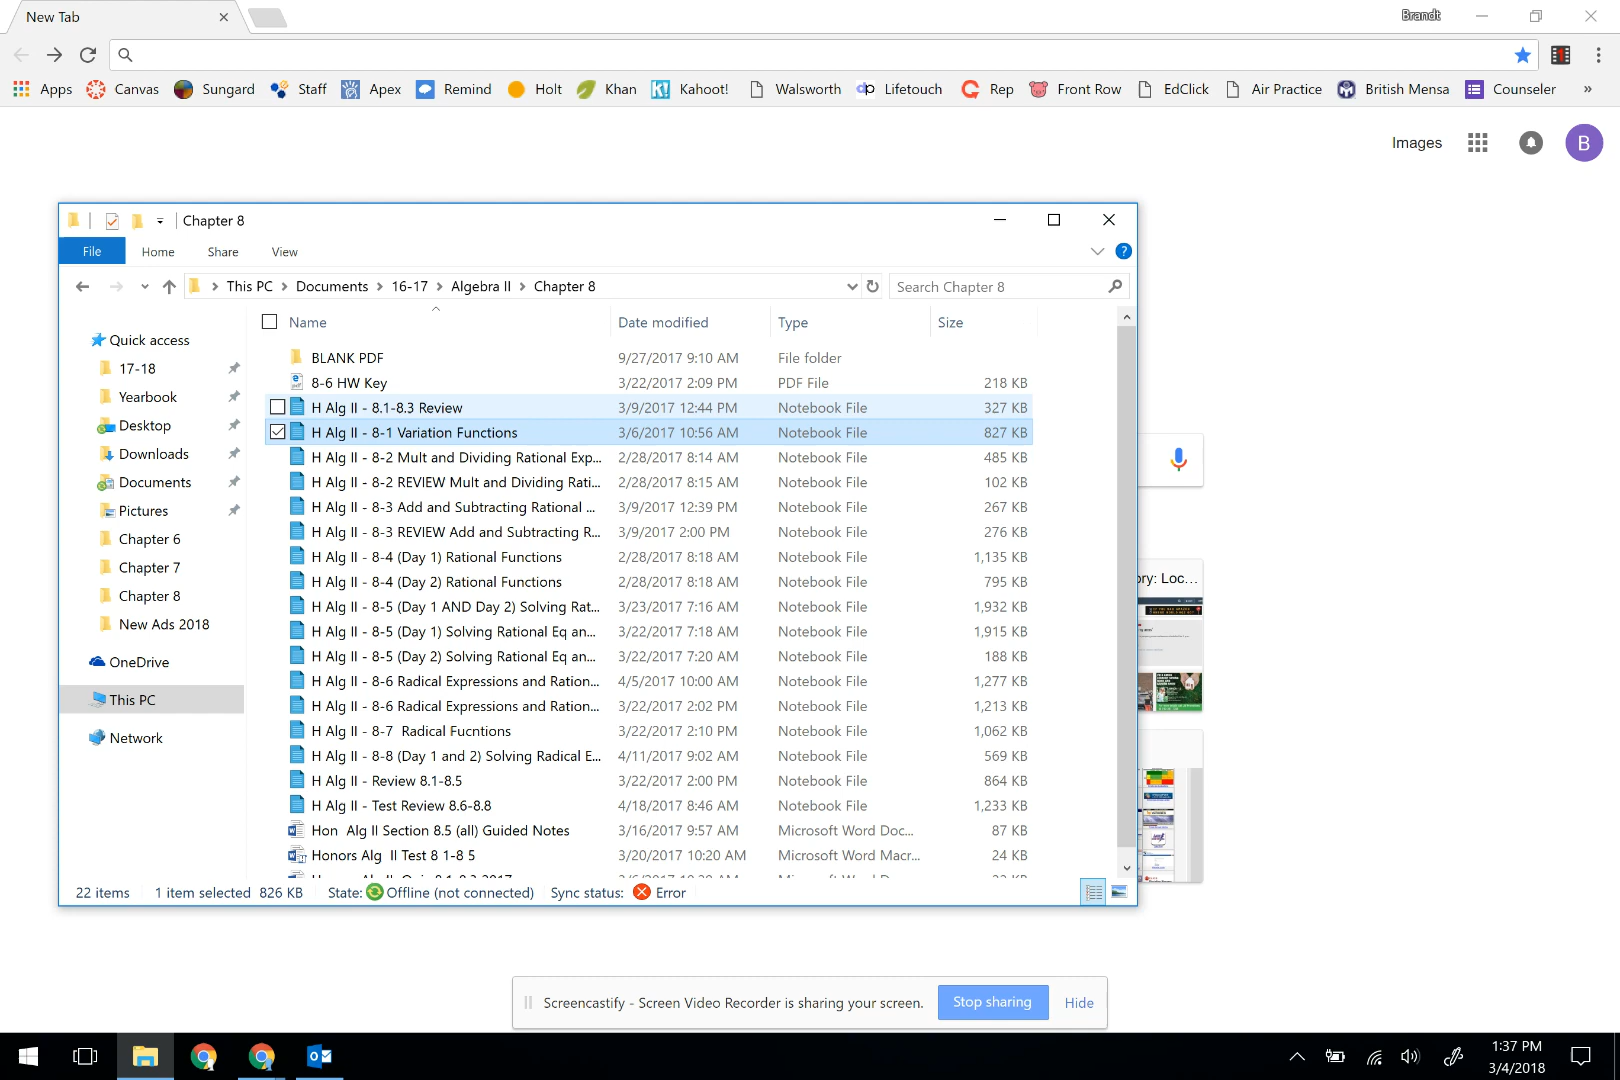 New Tab
Brandt
Apps Canvas Sungard Staff Apex Remind Holt Khan Kahoot! Walsworth Lifetouch Rep Front Row EdClick Air Practice British Mensa Counseler »
Images
B
Chapter 8
File Home Share View
This PC > Documents > 16-17 > Algebra II > Chapter 8
Search Chapter 8
Name Date modified Type Size
Quick access
17-18
Yearbook
Desktop
Downloads
Documents
Pictures
Chapter 6
Chapter 7
Chapter 8
New Ads 2018
OneDrive
This PC
Network
BLANK PDF 9/27/2017 9:10 AM File folder
8-6 HW Key 3/22/2017 2:09 PM PDF File 218 KB
H Alg II - 8.1-8.3 Review 3/9/2017 12:44 PM Notebook File 327 KB
H Alg II - 8-1 Variation Functions 3/6/2017 10:56 AM Notebook File 827 KB
H Alg II - 8-2 Mult and Dividing Rational Exp... 2/28/2017 8:14 AM Notebook File 485 KB
H Alg II - 8-2 REVIEW Mult and Dividing Rati... 2/28/2017 8:15 AM Notebook File 102 KB
H Alg II - 8-3 Add and Subtracting Rational ... 3/9/2017 12:39 PM Notebook File 267 KB
H Alg II - 8-3 REVIEW Add and Subtracting R... 3/9/2017 2:00 PM Notebook File 276 KB
H Alg II - 8-4 (Day 1) Rational Functions 2/28/2017 8:18 AM Notebook File 1,135 KB
H Alg II - 8-4 (Day 2) Rational Functions 2/28/2017 8:18 AM Notebook File 795 KB
H Alg II - 8-5 (Day 1 AND Day 2) Solving Rat... 3/23/2017 7:16 AM Notebook File 1,932 KB
H Alg II - 8-5 (Day 1) Solving Rational Eq an... 3/22/2017 7:18 AM Notebook File 1,915 KB
H Alg II - 8-5 (Day 2) Solving Rational Eq an... 3/22/2017 7:20 AM Notebook File 188 KB
H Alg II - 8-6 Radical Expressions and Ration... 4/5/2017 10:00 AM Notebook File 1,277 KB
H Alg II - 8-6 Radical Expressions and Ration... 3/22/2017 2:02 PM Notebook File 1,213 KB
H Alg II - 8-7 Radical Fucntions 3/22/2017 2:10 PM Notebook File 1,062 KB
H Alg II - 8-8 (Day 1 and 2) Solving Radical E... 4/11/2017 9:02 AM Notebook File 569 KB
H Alg II - Review 8.1-8.5 3/22/2017 2:00 PM Notebook File 864 KB
H Alg II - Test Review 8.6-8.8 4/18/2017 8:46 AM Notebook File 1,233 KB
Hon Alg II Section 8.5 (all) Guided Notes 3/16/2017 9:57 AM Microsoft Word Doc... 87 KB
Honors Alg II Test 8 1-8 5 3/20/2017 10:20 AM Microsoft Word Macr... 24 KB
22 items 1 item selected 826 KB State: Offline (not connected) Sync status: Error
ory: Loc...
Screencastify - Screen Video Recorder is sharing your screen. Stop sharing Hide
1:37 PM
3/4/2018